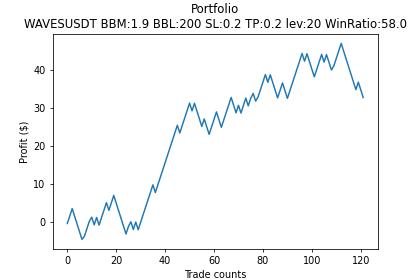 Portfolio
WAVESUSDT BBM:1.9 BBL:200 SL:0.2 TP:0.2 lev:20 WinRatio:58.0
40
30
20
10
0
Profit ($)
0 20 40 60 80 100 120
Trade counts